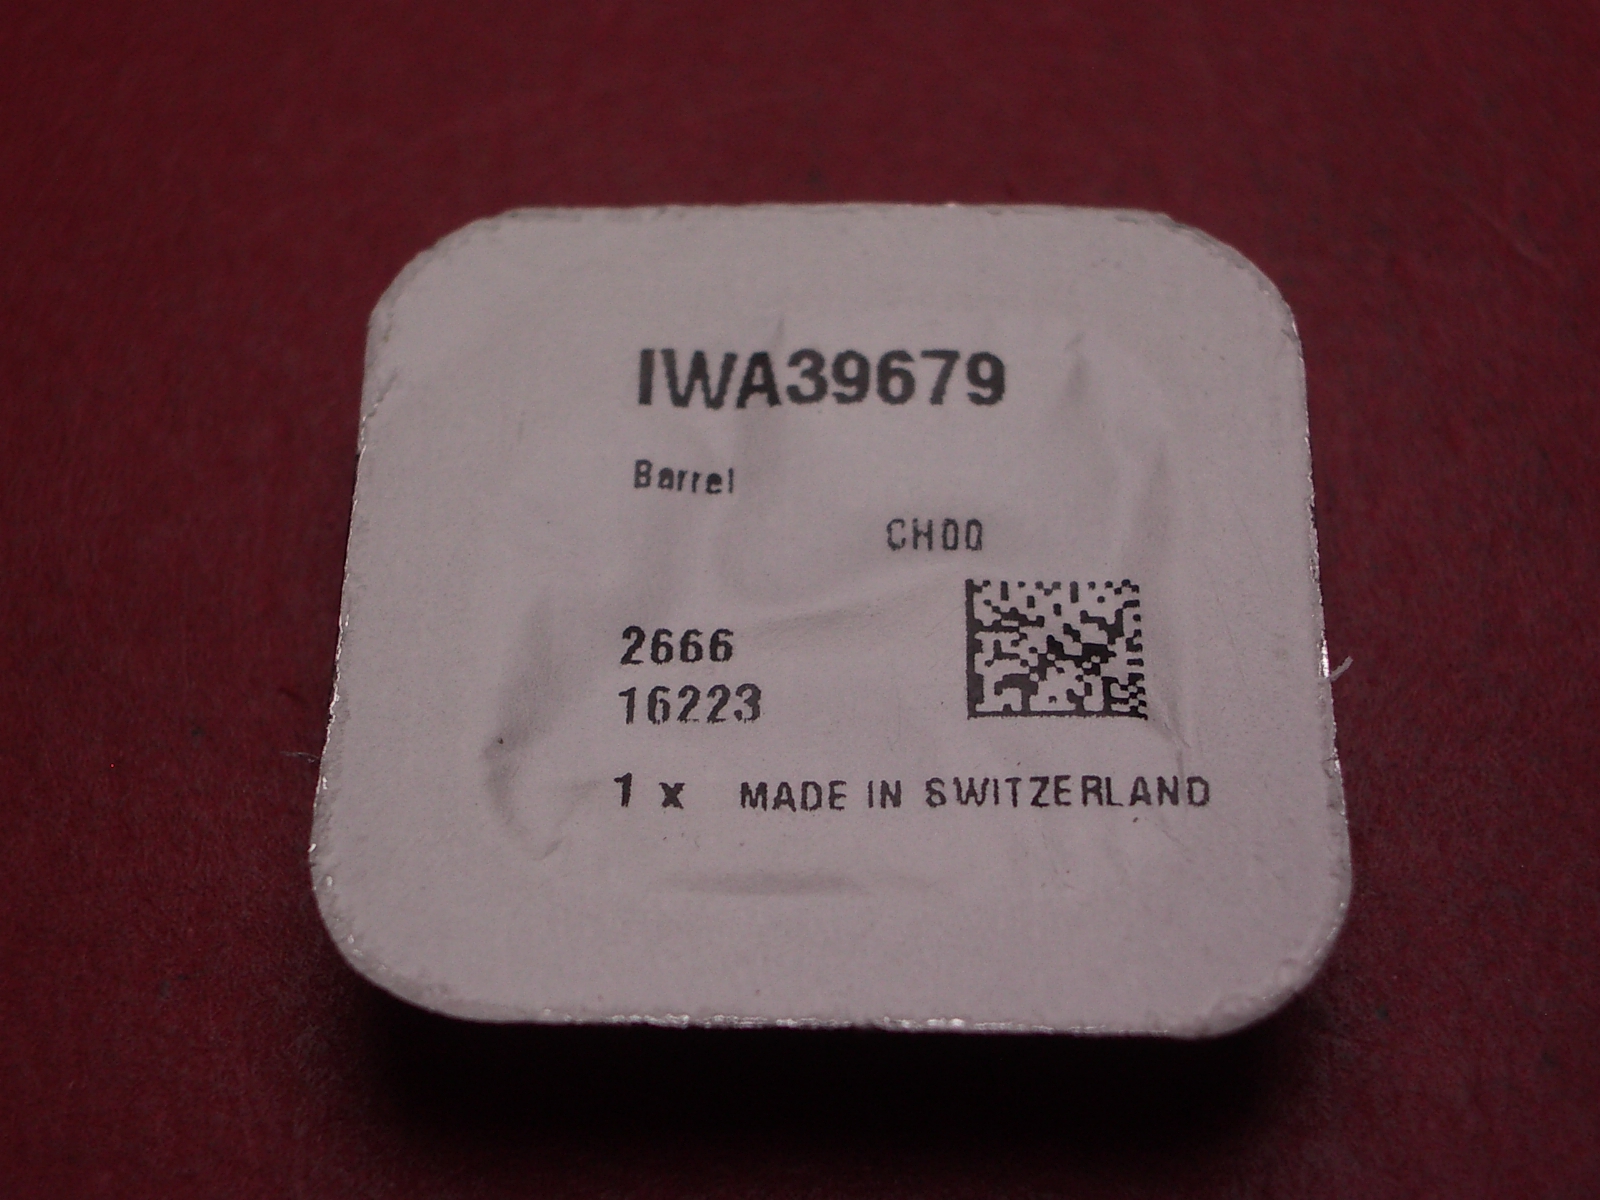 IWA39679
Barrel
CH00
2666
16223
1 x MADE IN SWITZERLAND